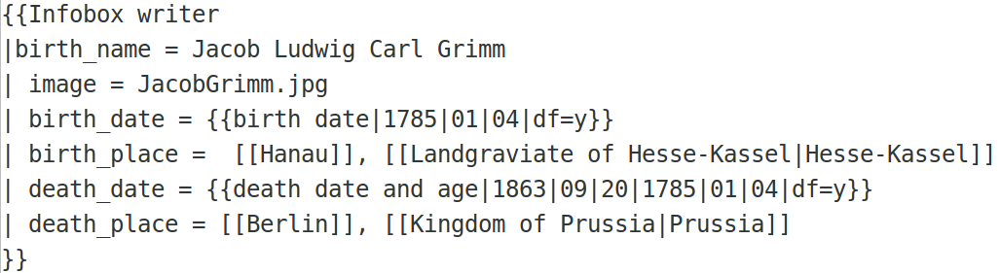 {{Infobox writer
|birth_name = Jacob Ludwig Carl Grimm
| image = JacobGrimm.jpg
| birth_date = {{birth date|1785|01|04|df=y}}
| birth_place =  [[Hanau]], [[Landgraviate of Hesse-Kassel|Hesse-Kassel]]
| death_date = {{death date and age|1863|09|20|1785|01|04|df=y}}
| death_place = [[Berlin]], [[Kingdom of Prussia|Prussia]]
}}